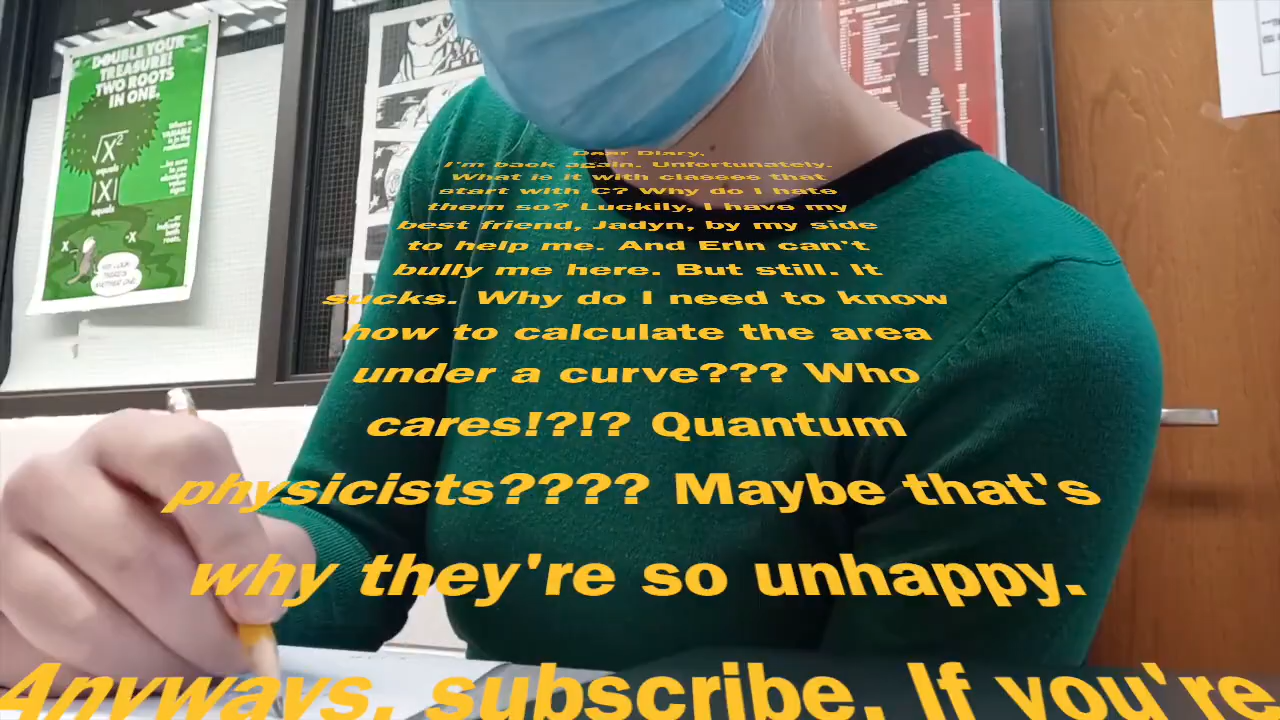 DOUBLE YOUR
TREASURE!
TWO ROOTS
IN ONE.
√X²
equals
|X|
equals
X
-X
Dear Diary,
I'm back again. Unfortunately.
What is it with classes that
start with C? Why do I hate
them so? Luckily, I have my
best friend, Jadyn, by my side
to help me. And Erin can't
bully me here. But still. It
sucks. Why do I need to know
how to calculate the area
under a curve??? Who
cares!?!? Quantum
physicists???? Maybe that's
why they're so unhappy.
Anyways, subscribe. If you're